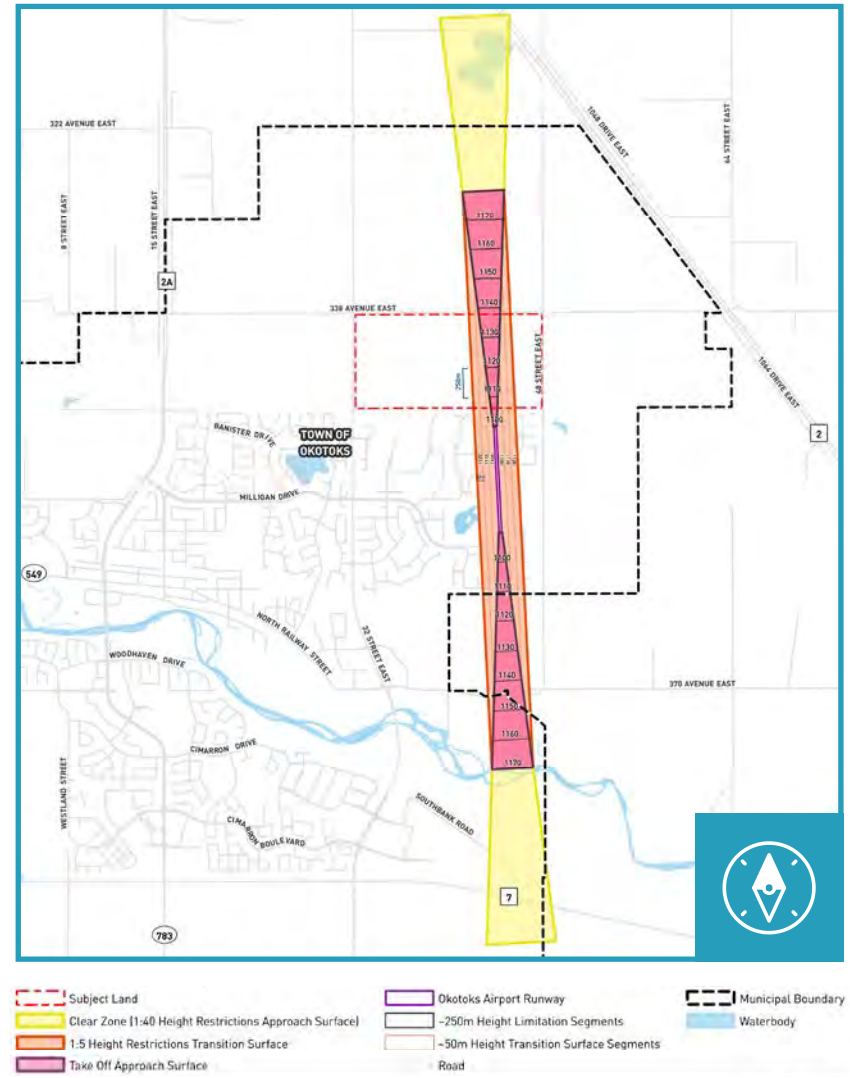 322 AVENUE EAST
1048 DRIVE EAST
64 STREET EAST
8 STREET EAST
15 STREET EAST
1170
1160
1150
2A
1140
338 AVENUE EAST
1130
48 STREET EAST
1120
250m
1110
1064 DRIVE EAST
1100
BANISTER DRIVE
TOWN OF
OKOTOKS
2
MILLIGAN DRIVE
1100
549
1110
1120
NORTH RAILWAY STREET
32 STREET EAST
1130
WOODHAVEN DRIVE
1140
370 AVENUE EAST
1150
1160
CIMARRON DRIVE
1170
WESTLAND STREET
SOUTHBANK ROAD
CIMARRON BOULEVARD
7
783
Subject Land
Okotoks Airport Runway
Municipal Boundary
Clear Zone (1:40 Height Restrictions Approach Surface)
~250m Height Limitation Segments
Waterbody
1:5 Height Restrictions Transition Surface
~50m Height Transition Surface Segments
Take Off Approach Surface
Road